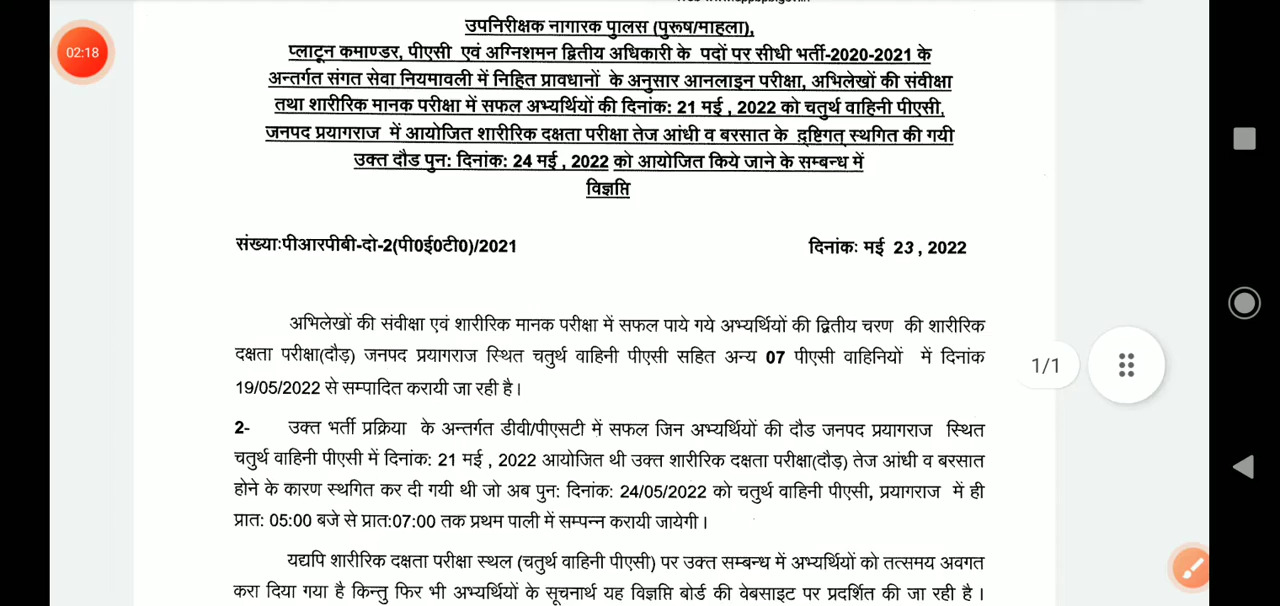 02:18
उपनिरीक्षक नागारक पुालस (पुरूष/माहला),
प्लाटून कमाण्डर, पीएसी एवं अग्निशमन द्वितीय अधिकारी के पदों पर सीधी भर्ती-2020-2021 के
अन्तर्गत संगत सेवा नियमावली में निहित प्रावधानों के अनुसार आनलाइन परीक्षा, अभिलेखों की संवीक्षा
तथा शारीरिक मानक परीक्षा में सफल अभ्यर्थियों की दिनांक: 21 मई , 2022 को चतुर्थ वाहिनी पीएसी,
जनपद प्रयागराज में आयोजित शारीरिक दक्षता परीक्षा तेज आंधी व बरसात के द्रष्टिगत् स्थगित की गयी
उक्त दौड पुन: दिनांक: 24 मई , 2022 को आयोजित किये जाने के सम्बन्ध में
विज्ञप्ति
संख्याःपीआरपीबी-दो-2(पी0ई0टी0)/2021 दिनांकः मई 23, 2022
अभिलेखों की संवीक्षा एवं शारीरिक मानक परीक्षा में सफल पाये गये अभ्यर्थियों की द्वितीय चरण की शारीरिक
दक्षता परीक्षा(दौड़) जनपद प्रयागराज स्थित चतुर्थ वाहिनी पीएसी सहित अन्य 07 पीएसी वाहिनियों में दिनांक
19/05/2022 से सम्पादित करायी जा रही है।
1/1
2- उक्त भर्ती प्रक्रिया के अन्तर्गत डीवी/पीएसटी में सफल जिन अभ्यर्थियों की दौड जनपद प्रयागराज स्थित
चतुर्थ वाहिनी पीएसी में दिनांक: 21 मई , 2022 आयोजित थी उक्त शारीरिक दक्षता परीक्षा(दौड़) तेज आंधी व बरसात
होने के कारण स्थगित कर दी गयी थी जो अब पुन: दिनांक: 24/05/2022 को चतुर्थ वाहिनी पीएसी, प्रयागराज में ही
प्रात: 05:00 बजे से प्रात:07:00 तक प्रथम पाली में सम्पन्न करायी जायेगी।
यद्यपि शारीरिक दक्षता परीक्षा स्थल (चतुर्थ वाहिनी पीएसी) पर उक्त सम्बन्ध में अभ्यर्थियों को तत्समय अवगत
करा दिया गया है किन्तु फिर भी अभ्यर्थियों के सूचनार्थ यह विज्ञप्ति बोर्ड की वेबसाइट पर प्रदर्शित की जा रही है।